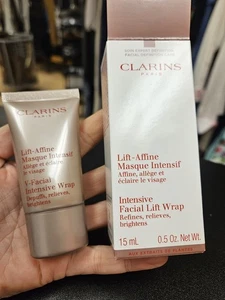 CLARINS
PARIS
Lift-Affine
Masque Intensif
Affine, allège et
éclaire le visage
V-Facial
Intensive Wrap
Depuffs, relieves,
brightens
CLARINS
PARIS
Lift-Affine
Masque Intensif
Affine, allège et
éclaire le visage
Intensive
Facial Lift Wrap
Refines, relieves,
brightens
15 mL 0.5 Oz. Net Wt.